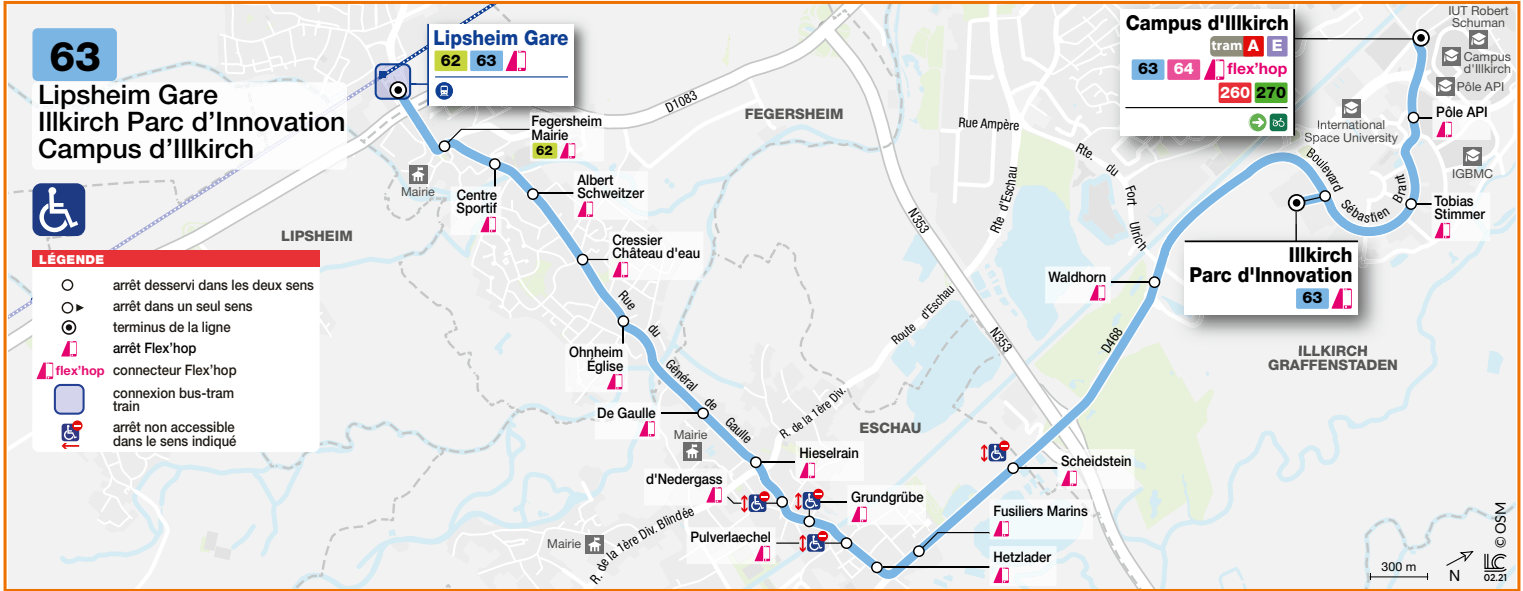 63
Lipsheim Gare
Illkirch Parc d'Innovation
Campus d'Illkirch
LÉGENDE
arrêt desservi dans les deux sens
arrêt dans un seul sens
terminus de la ligne
arrêt Flex'hop
flex'hop connecteur Flex'hop
connexion bus-tram
train
arrêt non accessible
dans le sens indiqué
Lipsheim Gare
62 63
Fegersheim
Mairie
62
Mairie
Centre
Sportif
Albert
Schweitzer
Cressier
Château d'eau
LIPSHEIM
D1083
FEGERSHEIM
Rue du Général de Gaulle
Ohnheim
Église
De Gaulle
Mairie
Hieselrain
d'Nedergass
Grundgrübe
Pulverlaechel
Mairie
R. de la 1ère Div. Blindée
R. de la 1ère Div.
Route d'Eschau
ESCHAU
Hetzlader
Fusiliers Marins
Scheidstein
N353
N353
Rue Ampère
Rte d'Eschau
Rte. du Fort Ulrich
Waldhorn
D468
ILLKIRCH
GRAFFENSTADEN
Illkirch
Parc d'Innovation
63
Boulevard Sébastien Brant
Tobias
Stimmer
Pôle API
International
Space University
IGBMC
Campus d'Illkirch
tram A E
63 64 flex'hop
260 270
IUT Robert
Schuman
Campus
d'Illkirch
Pôle API
300 m
N
© OSM
LC
02.21